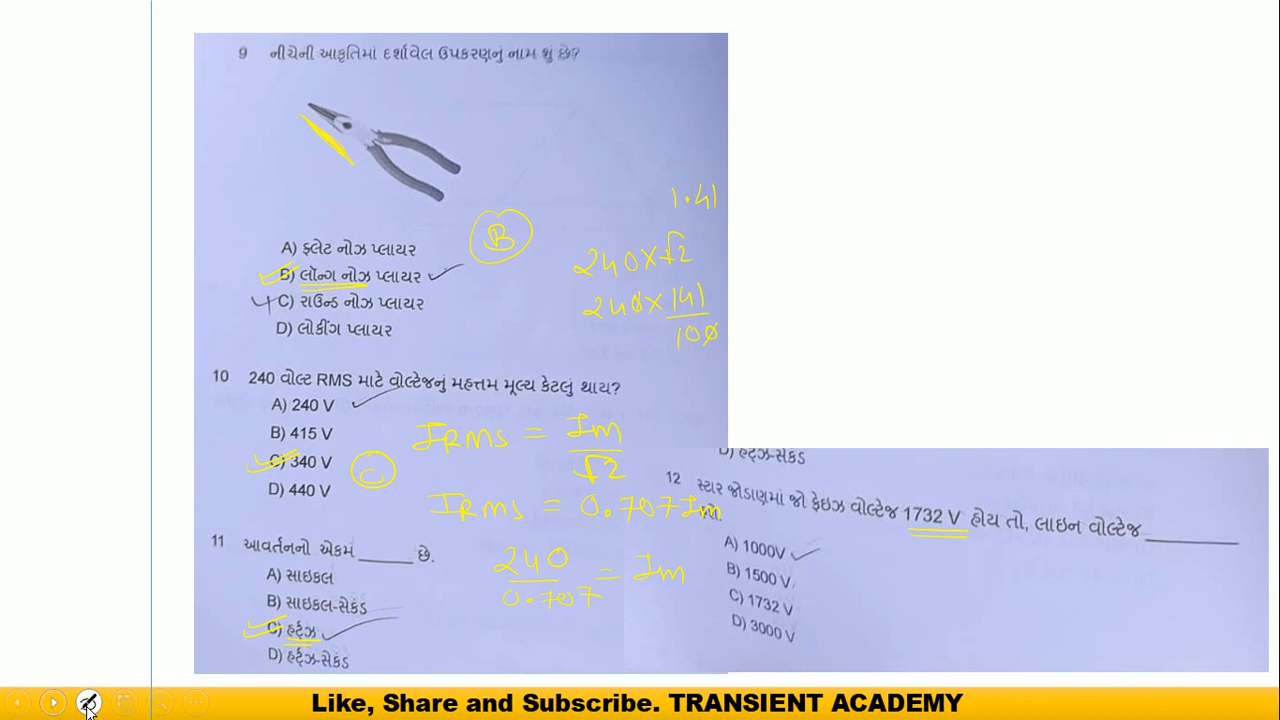 9 નીચેની આકૃતિમાં દર્શાવેલ ઉપકરણનું નામ શું છે?
A) ફ્લેટ નોઝ પ્લાયર
B) લૉન્ગ નોઝ પ્લાયર
C) રાઉન્ડ નોઝ પ્લાયર
D) લોકીંગ પ્લાયર
B
1.41
240×√2
240×141/100
10 240 વોલ્ટ RMS માટે વોલ્ટેજનું મહત્તમ મૂલ્ય કેટલું થાય?
A) 240 V
B) 415 V
C) 340 V
D) 440 V
C
IRMS = Im/√2
IRMS = 0.707 Im
240/0.707 = Im
11 આવર્તનનો એકમ ______ છે.
A) સાઇકલ
B) સાઇકલ-સેકંડ
C) હર્ટ્ઝ
D) હર્ટ્ઝ-સેકંડ
D) હર્ટ્ઝ-સેકંડ
12 સ્ટાર જોડાણમાં જો ફેઇઝ વોલ્ટેજ 1732 V હોય તો, લાઇન વોલ્ટેજ ________
A) 1000V
B) 1500 V
C) 1732 V
D) 3000 V
Like, Share and Subscribe. TRANSIENT ACADEMY